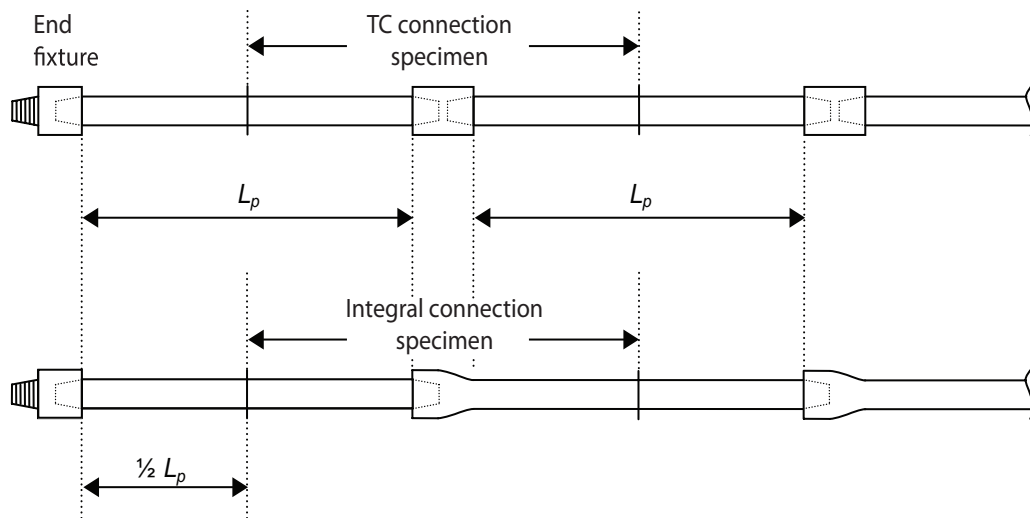 End
fixture
TC connection
specimen
Lₚ
Lₚ
Integral connection
specimen
½ Lₚ